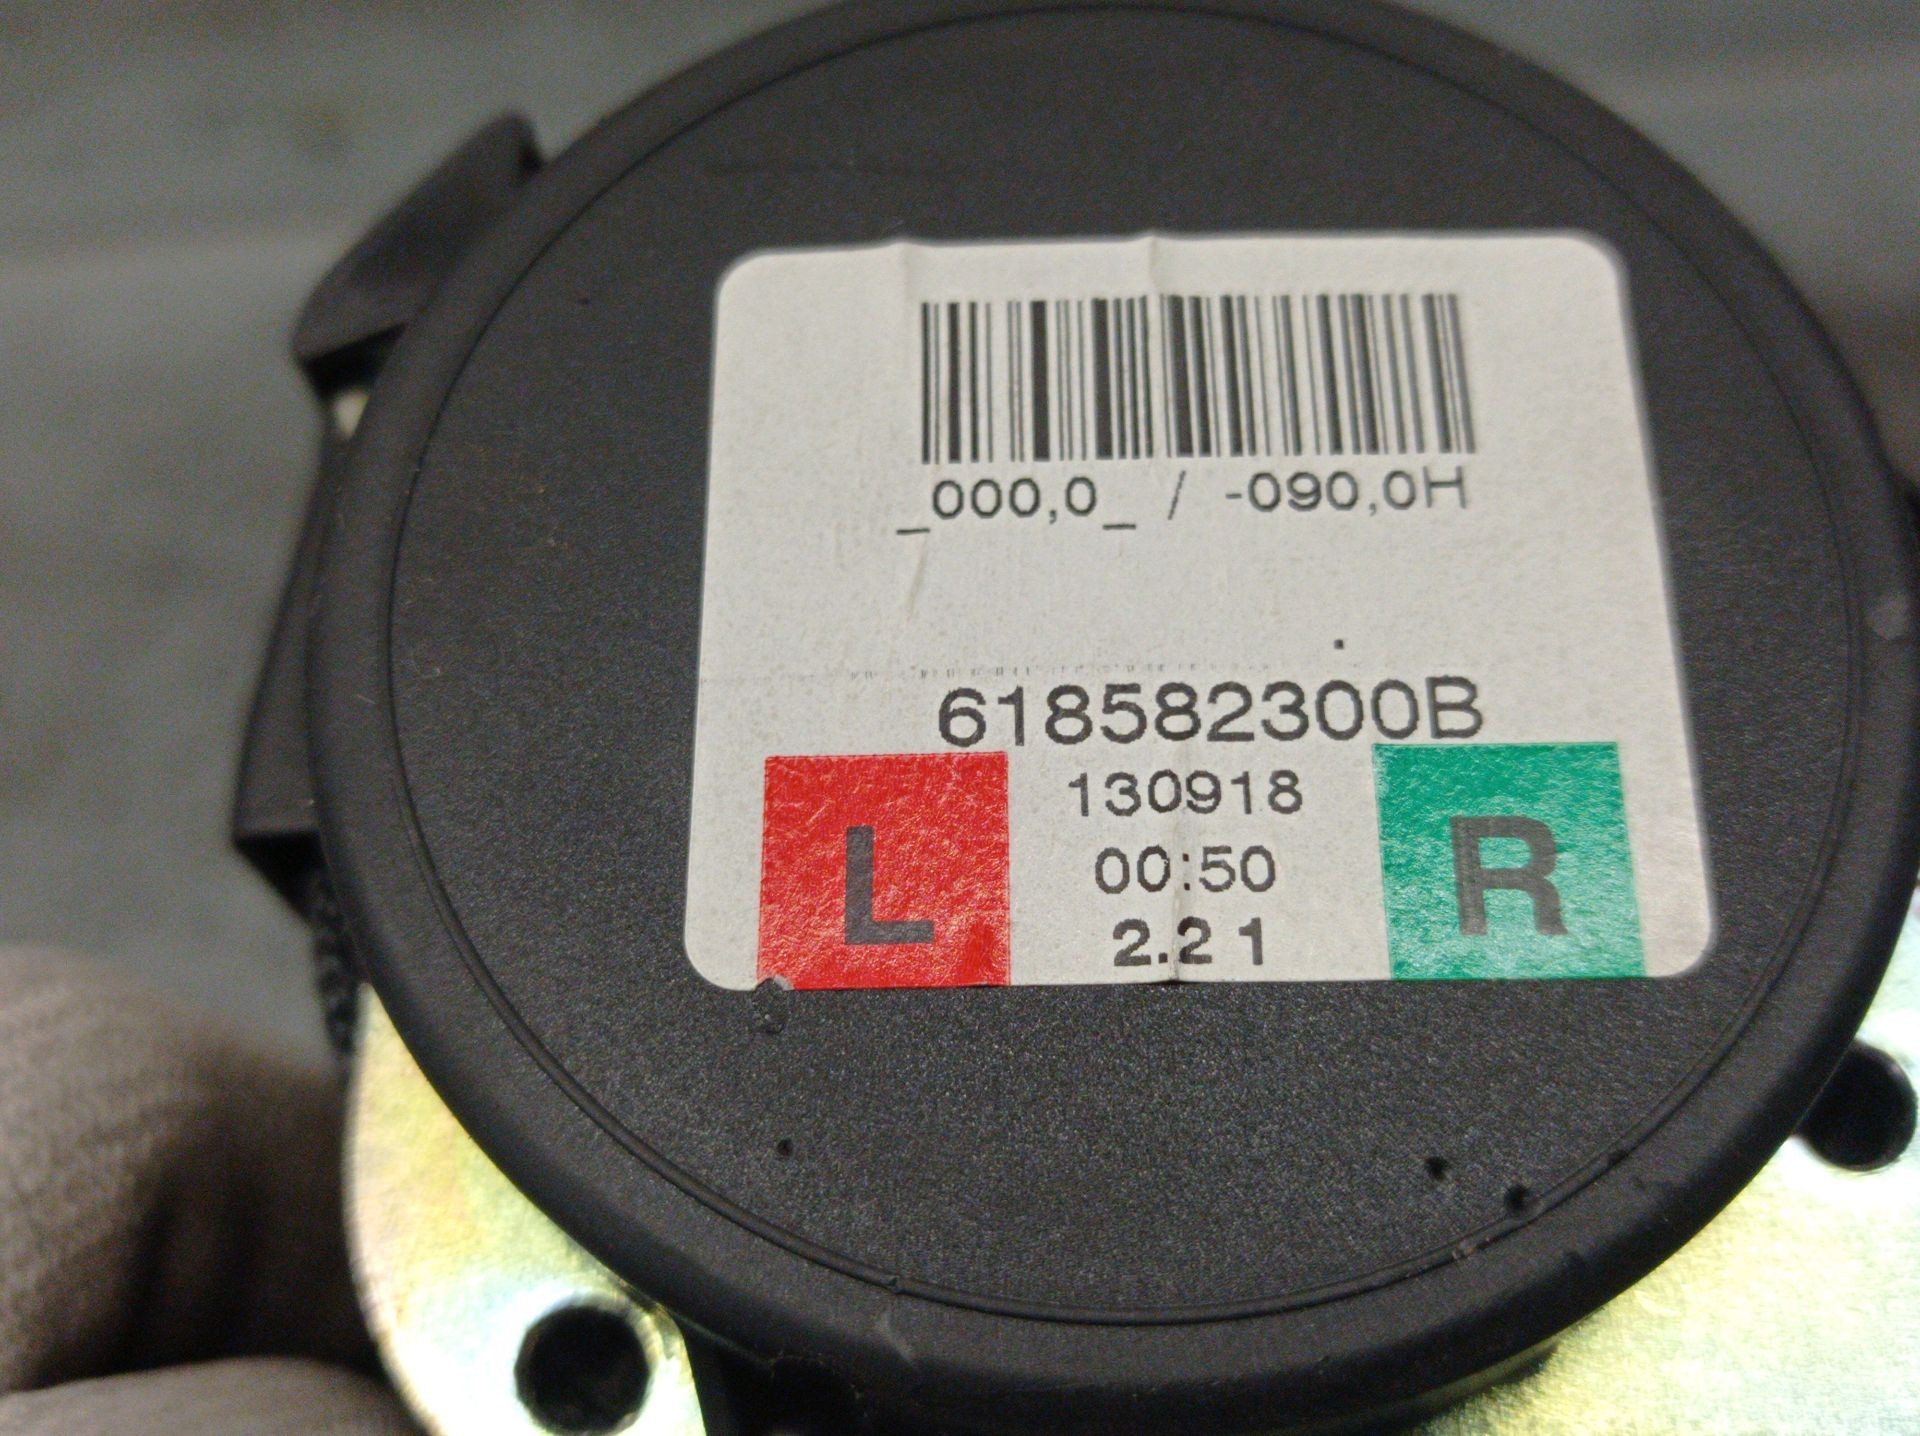 _000,0_ / -090,0H
618582300B
130918
L
00:50
R
2.21